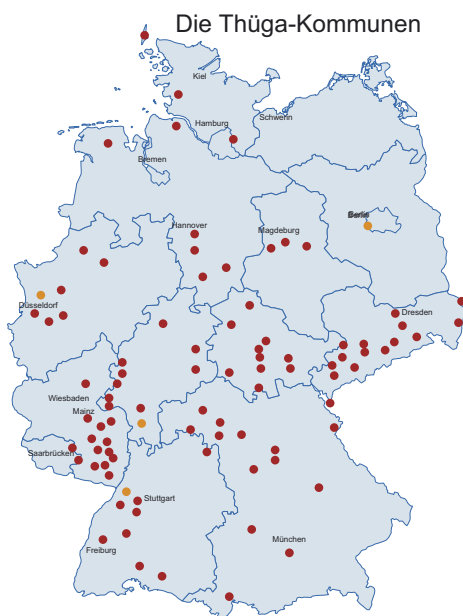 Die Thüga-Kommunen
Kiel
Schwerin
Hamburg
Bremen
Hannover
Magdeburg
Berlin
Düsseldorf
Dresden
Wiesbaden
Mainz
Saarbrücken
Stuttgart
Freiburg
München